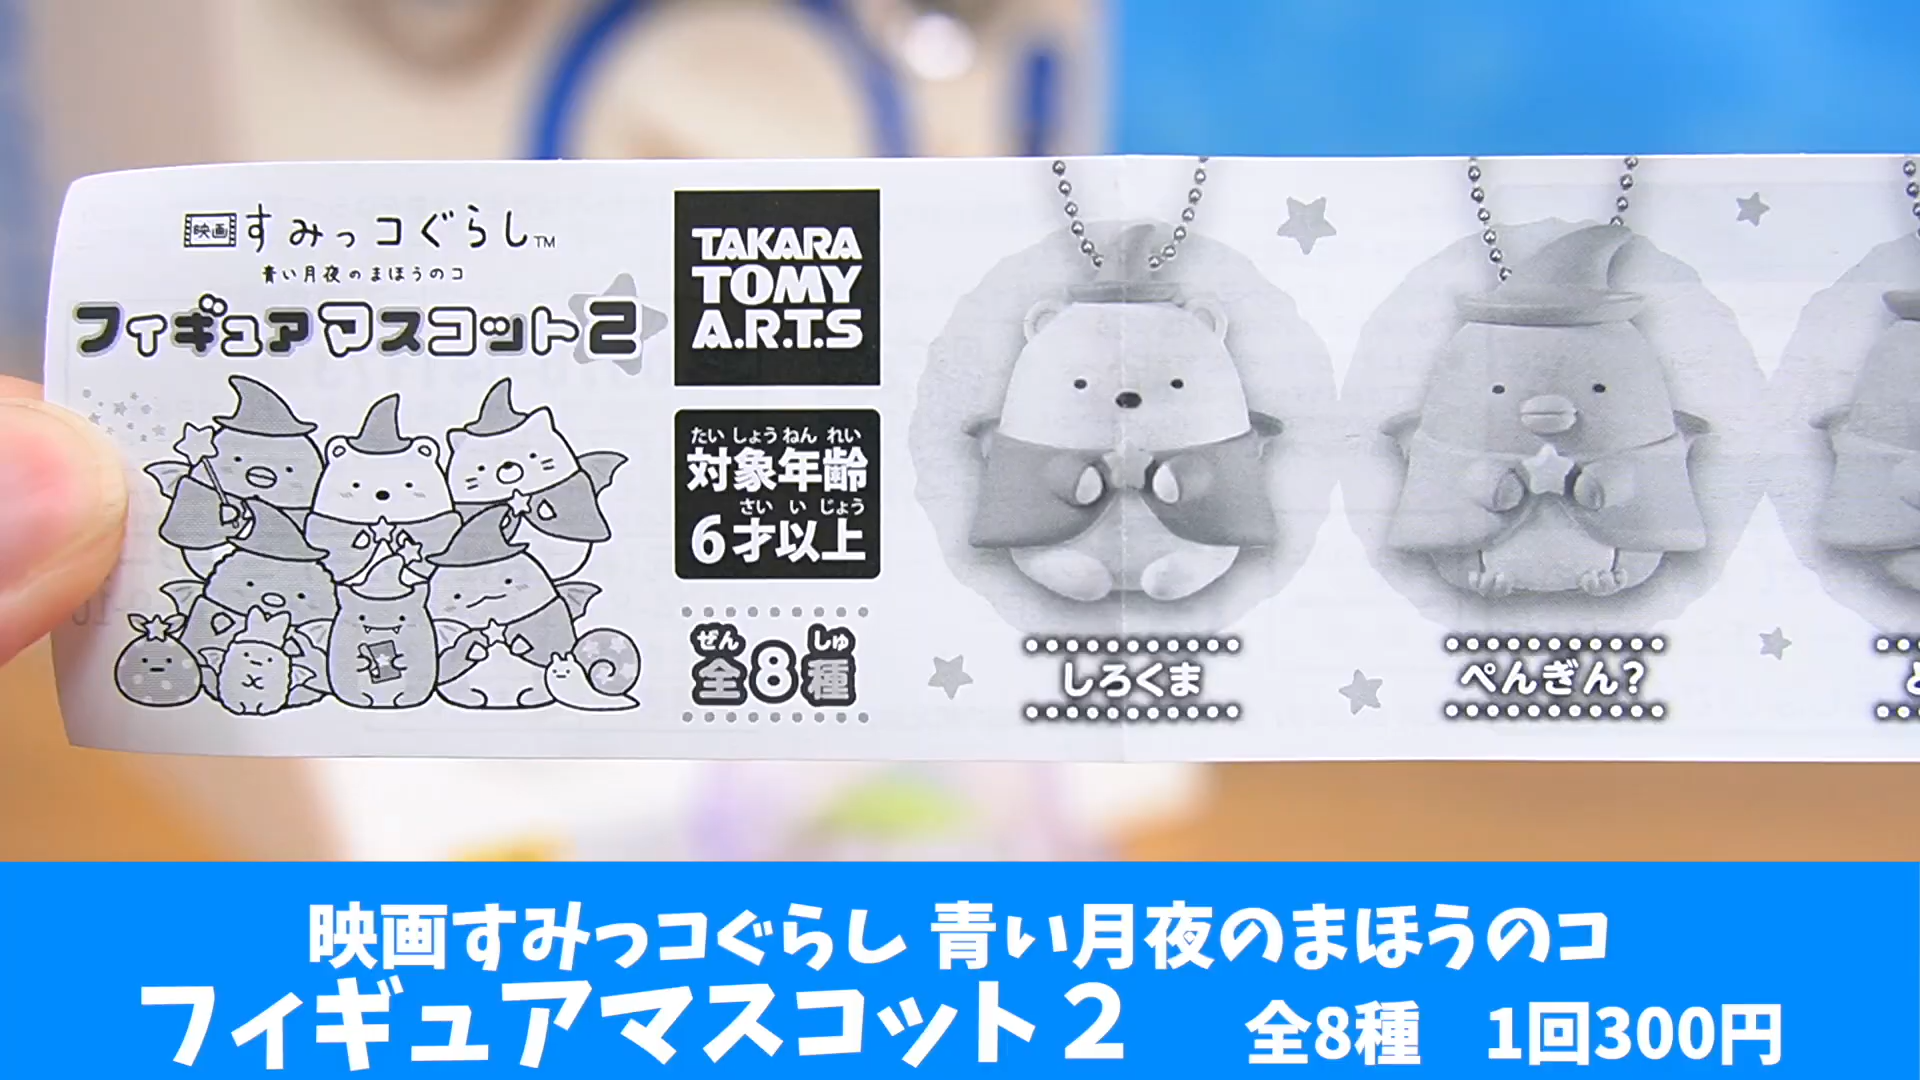 映画すみっコぐらし™
青い月夜のまほうのコ
フィギュアマスコット2
TAKARA
TOMY
A.R.T.S
たいしょうねんれい
対象年齢
さいいじょう
6才以上
ぜん しゅ
全8種
しろくま
ぺんぎん?
と
映画すみっコぐらし 青い月夜のまほうのコ
フィギュアマスコット2 全8種 1回300円